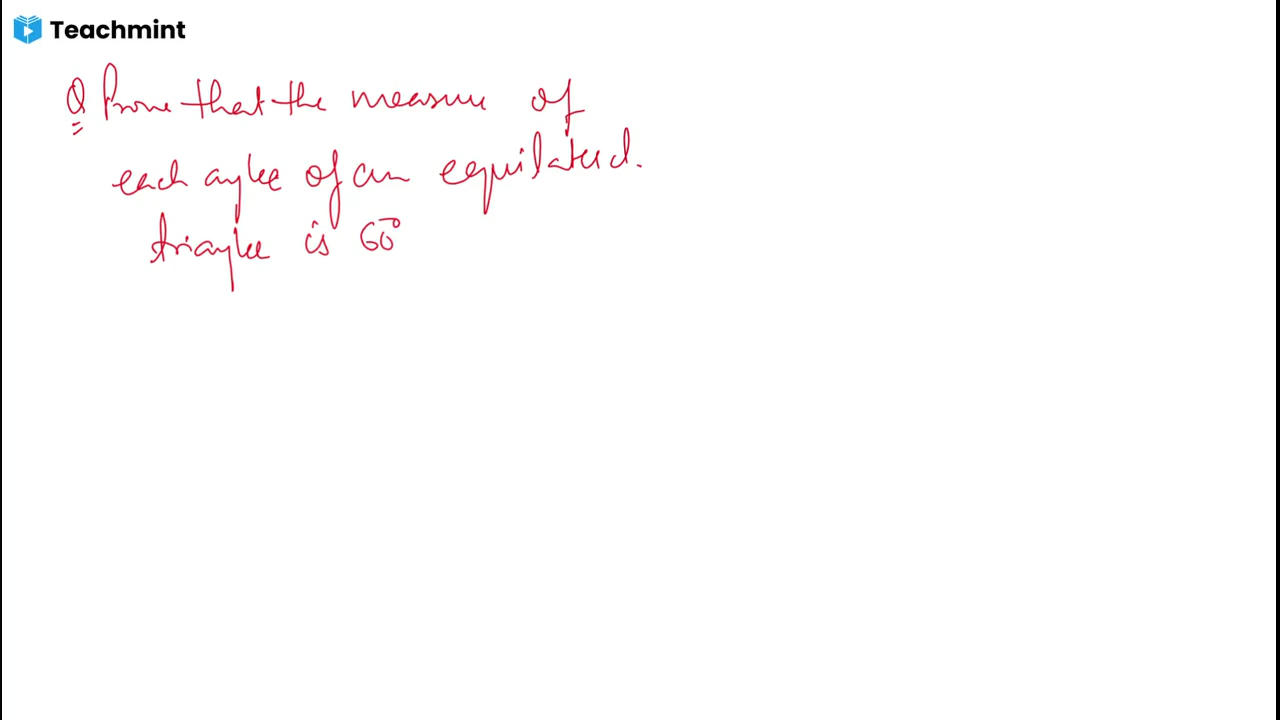 Teachmint
Q Prove that the measure of
each angle of an equilateral.
triangle is 60°